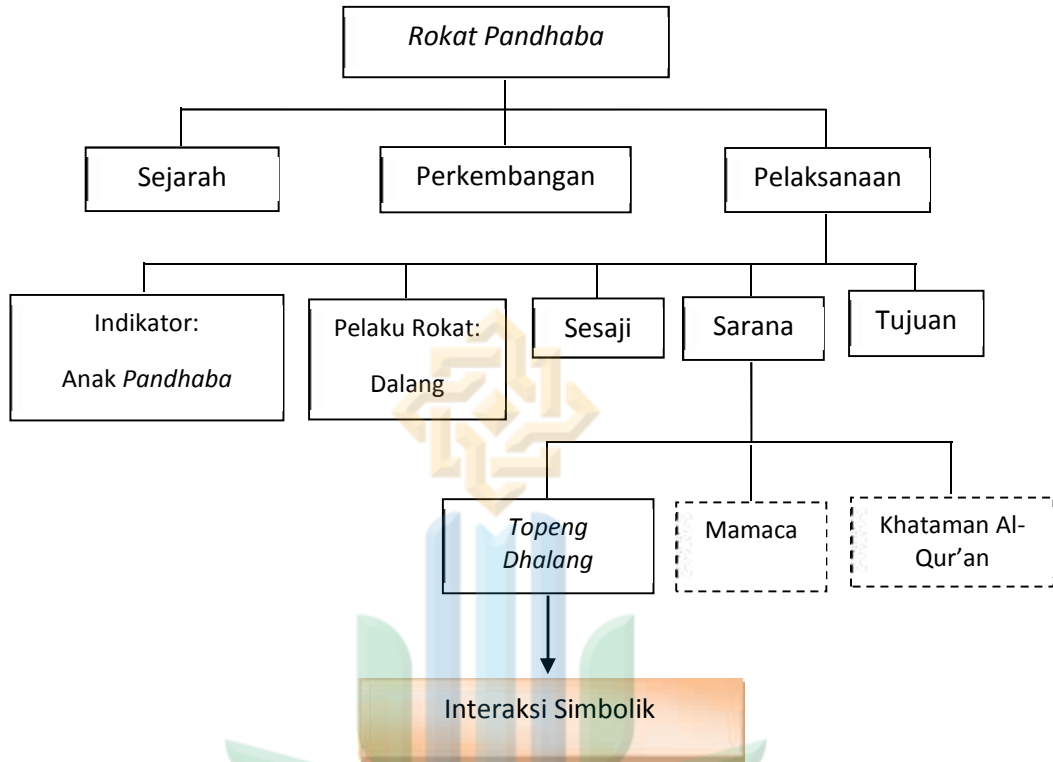 Rokat Pandhaba
Sejarah
Perkembangan
Pelaksanaan
Indikator:
Anak Pandhaba
Pelaku Rokat:
Dalang
Sesaji
Sarana
Tujuan
Topeng
Dhalang
Mamaca
Khataman Al-
Qur’an
Interaksi Simbolik